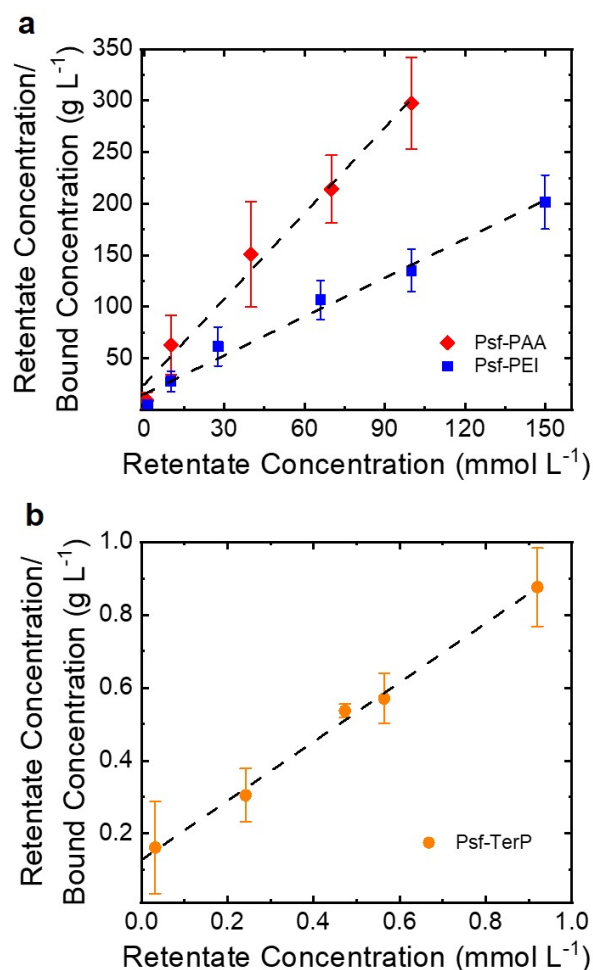 a
Retentate Concentration/
Bound Concentration (g L⁻¹)
350
300
250
200
150
100
50
Psf-PAA
Psf-PEI
0 30 60 90 120 150
Retentate Concentration (mmol L⁻¹)
b
Retentate Concentration/
Bound Concentration (g L⁻¹)
1.0
0.8
0.6
0.4
0.2
Psf-TerP
0.0 0.2 0.4 0.6 0.8 1.0
Retentate Concentration (mmol L⁻¹)